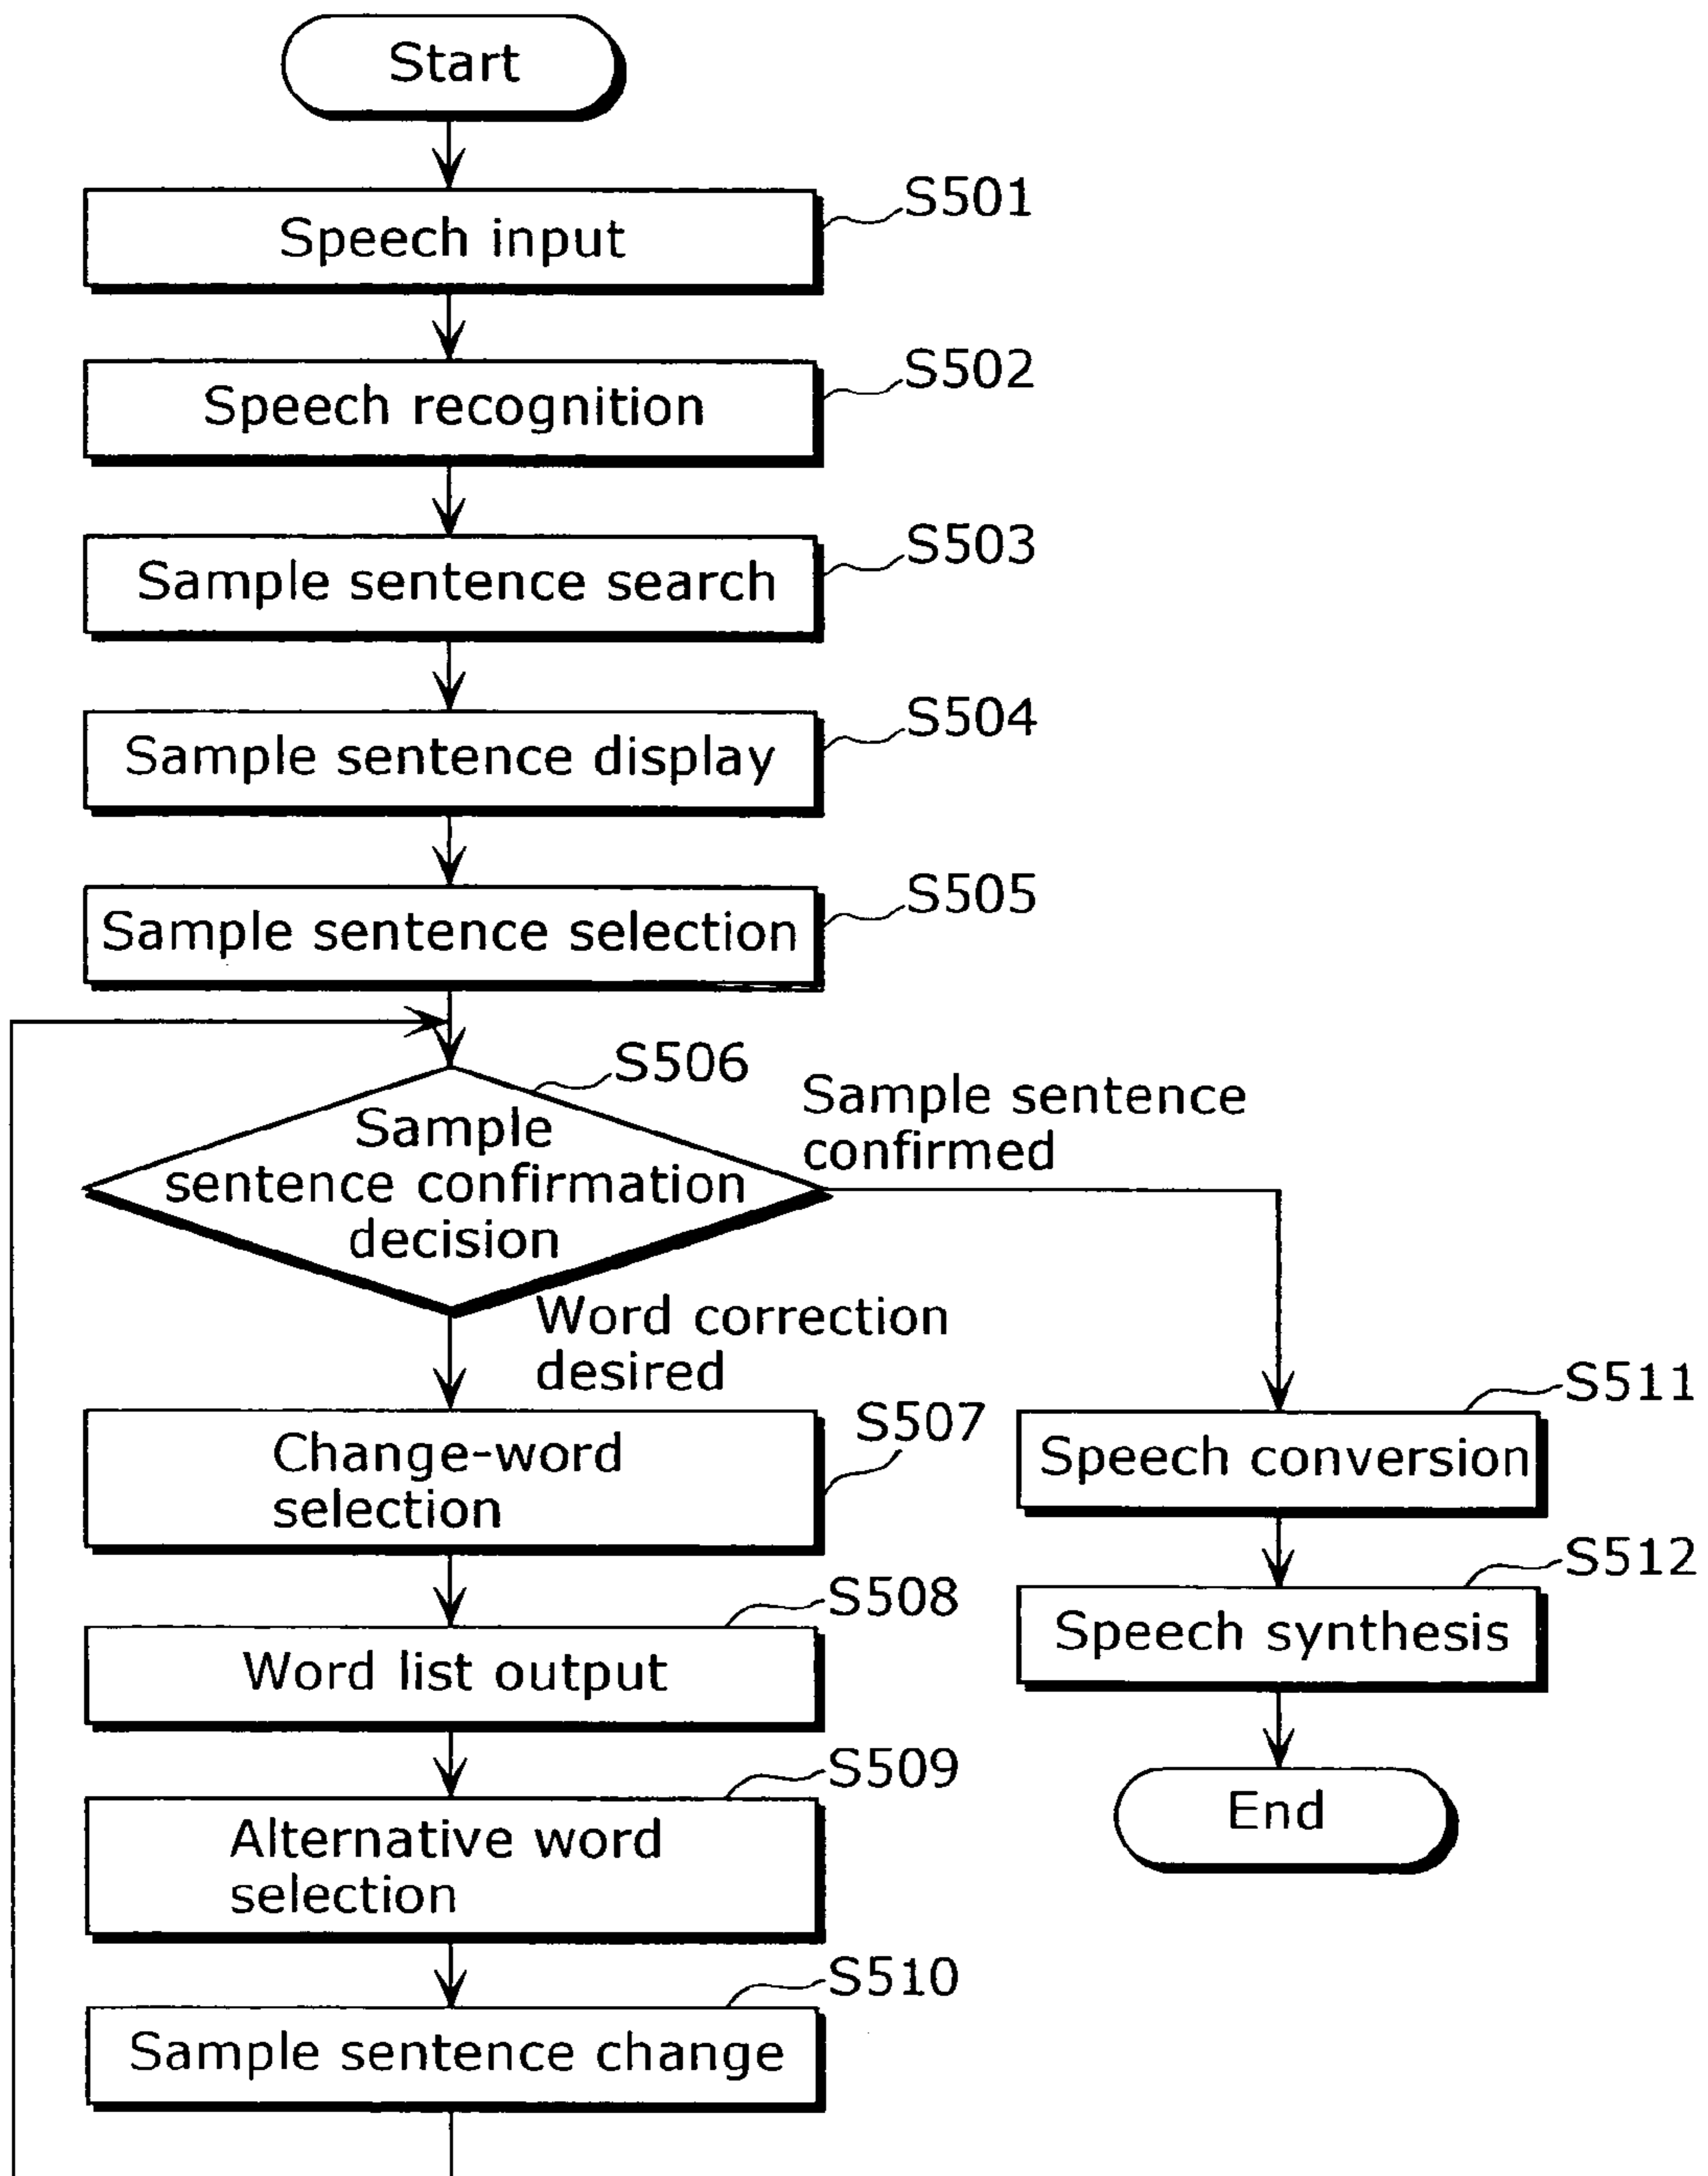 Start
S501
Speech input
S502
Speech recognition
S503
Sample sentence search
S504
Sample sentence display
S505
Sample sentence selection
S506
Sample
sentence confirmation
decision
Sample sentence
confirmed
Word correction
desired
S507
Change-word
selection
S508
Word list output
S509
Alternative word
selection
S510
Sample sentence change
S511
Speech conversion
S512
Speech synthesis
End